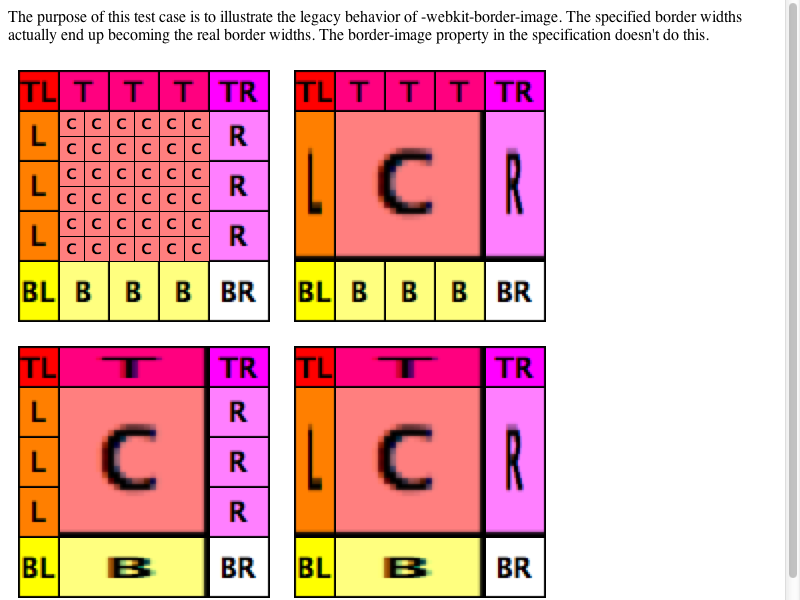 The purpose of this test case is to illustrate the legacy behavior of -webkit-border-image. The specified border widths
actually end up becoming the real border widths. The border-image property in the specification doesn't do this.
TL T T T TR
L C C C C C C R
C C C C C C
L C C C C C C R
C C C C C C
L C C C C C C R
C C C C C C
BL B B B BR
TL T T T TR
L C R
BL B B B BR
TL T TR
L R
L C R
L R
BL B BR
TL T TR
L C R
BL B BR